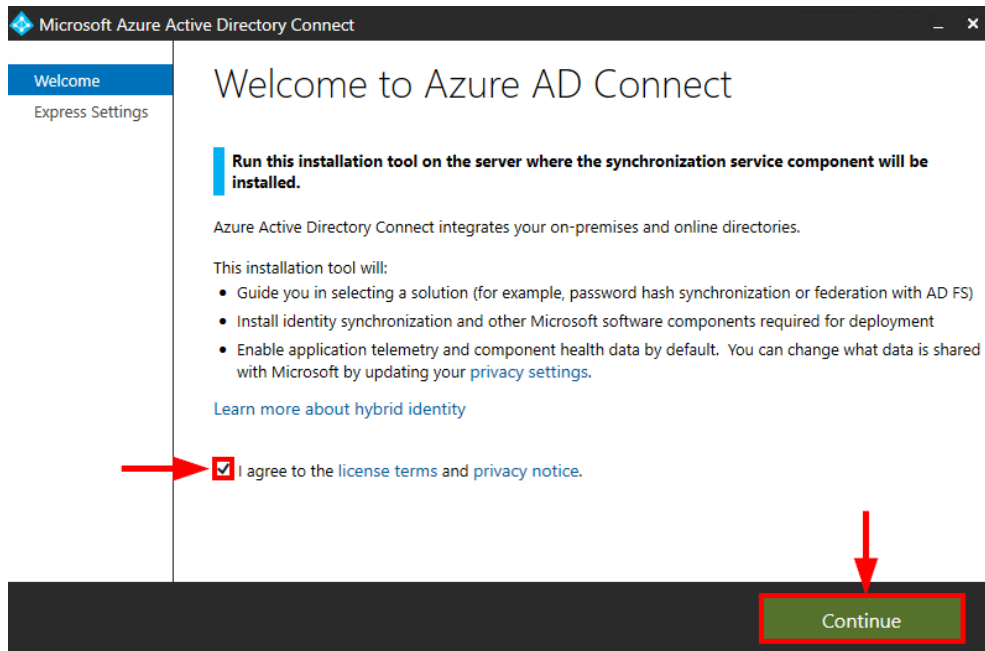 Microsoft Azure Active Directory Connect
Welcome
Express Settings
Welcome to Azure AD Connect
Run this installation tool on the server where the synchronization service component will be
installed.
Azure Active Directory Connect integrates your on-premises and online directories.
This installation tool will:
• Guide you in selecting a solution (for example, password hash synchronization or federation with AD FS)
• Install identity synchronization and other Microsoft software components required for deployment
• Enable application telemetry and component health data by default.  You can change what data is shared
with Microsoft by updating your privacy settings.
Learn more about hybrid identity
I agree to the license terms and privacy notice.
Continue